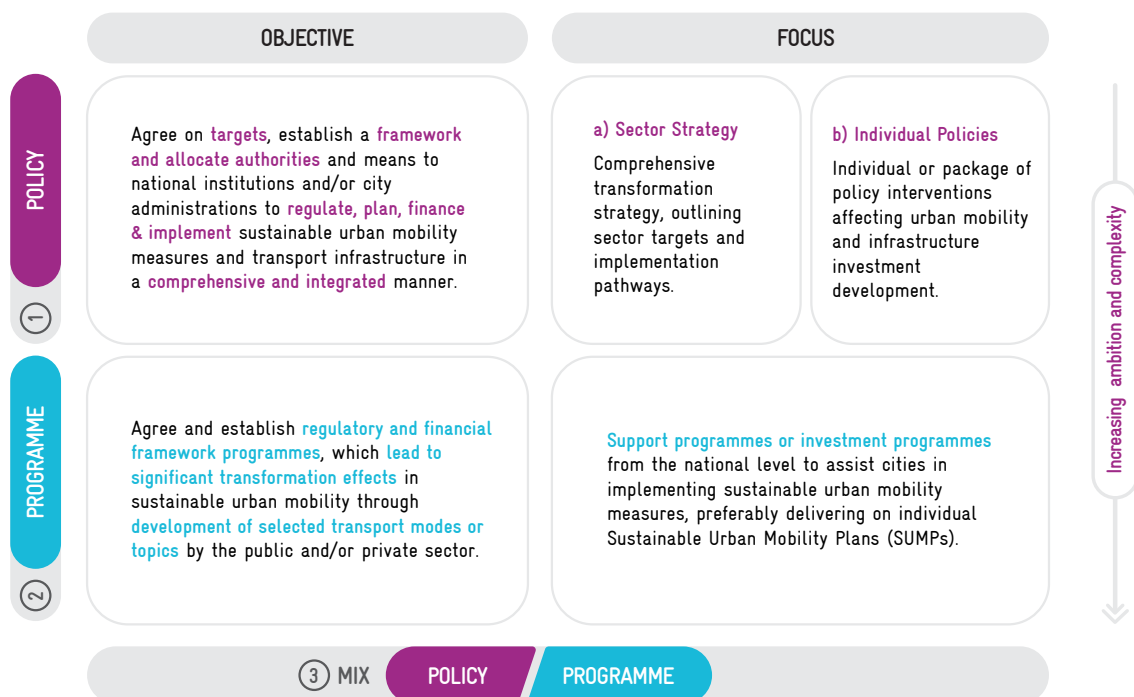 OBJECTIVE
FOCUS
POLICY
1
Agree on targets, establish a framework
and allocate authorities and means to
national institutions and/or city
administrations to regulate, plan, finance
& implement sustainable urban mobility
measures and transport infrastructure in
a comprehensive and integrated manner.
a) Sector Strategy
Comprehensive
transformation
strategy, outlining
sector targets and
implementation
pathways.
b) Individual Policies
Individual or package of
policy interventions
affecting urban mobility
and infrastructure
investment
development.
Increasing ambition and complexity
PROGRAMME
2
Agree and establish regulatory and financial
framework programmes, which lead to
significant transformation effects in
sustainable urban mobility through
development of selected transport modes or
topics by the public and/or private sector.
Support programmes or investment programmes
from the national level to assist cities in
implementing sustainable urban mobility
measures, preferably delivering on individual
Sustainable Urban Mobility Plans (SUMPs).
3 MIX POLICY PROGRAMME